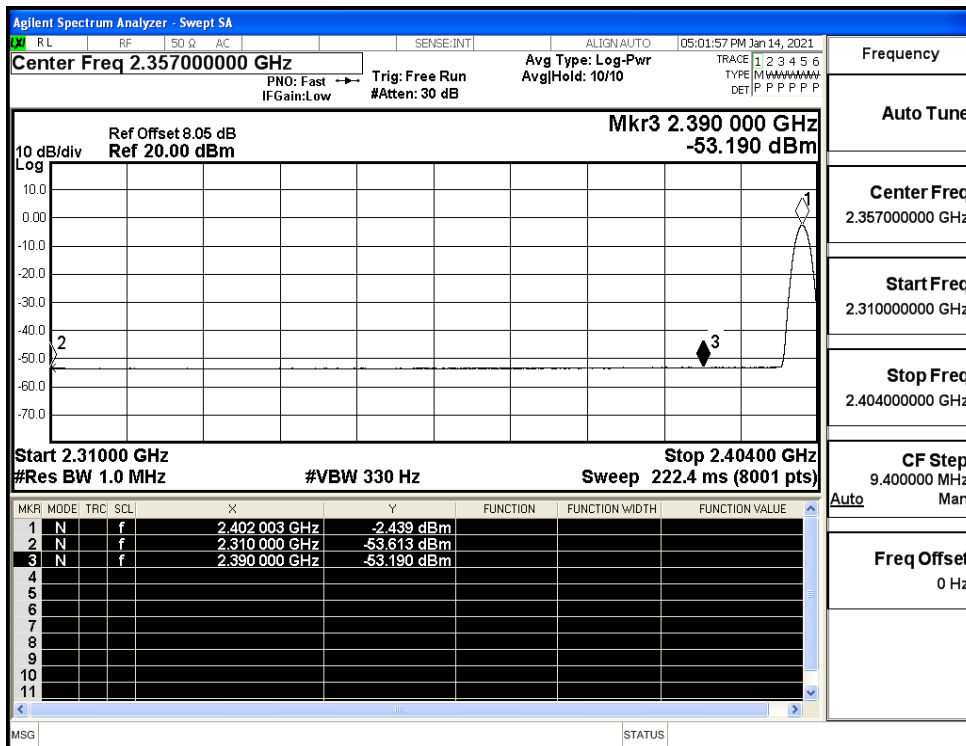 Agilent Spectrum Analyzer - Swept SA
LXI RL RF 50 Ω AC SENSE:INT ALIGNAUTO 05:01:57 PM Jan 14, 2021
Center Freq 2.357000000 GHz
PNO: Fast
IFGain:Low
Trig: Free Run
#Atten: 30 dB
Avg Type: Log-Pwr
Avg|Hold: 10/10
TRACE 1 2 3 4 5 6
TYPE M W W W W W
DET P P P P P P
Ref Offset 8.05 dB
10 dB/div Ref 20.00 dBm
Log
Mkr3 2.390 000 GHz
-53.190 dBm
10.0
0.00
-10.0
-20.0
-30.0
-40.0
-50.0
-60.0
-70.0
1
2
3
Start 2.31000 GHz Stop 2.40400 GHz
#Res BW 1.0 MHz #VBW 330 Hz Sweep 222.4 ms (8001 pts)
MKR MODE TRC SCL X Y FUNCTION FUNCTION WIDTH FUNCTION VALUE
1 N f 2.402 003 GHz -2.439 dBm
2 N f 2.310 000 GHz -53.613 dBm
3 N f 2.390 000 GHz -53.190 dBm
4
5
6
7
8
9
10
11
MSG STATUS
Frequency
Auto Tune
Center Freq
2.357000000 GHz
Start Freq
2.310000000 GHz
Stop Freq
2.404000000 GHz
CF Step
9.400000 MHz
Auto Man
Freq Offset
0 Hz